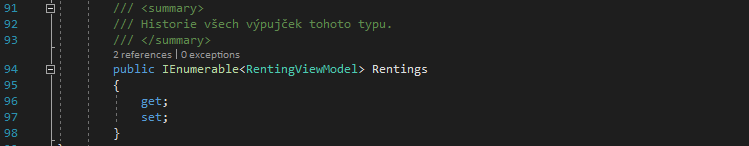 91 /// <summary>
92 /// Historie všech výpujček tohoto typu.
93 /// </summary>
2 references | 0 exceptions
94 public IEnumerable<RentingViewModel> Rentings
95 {
96 get;
97 set;
98 }